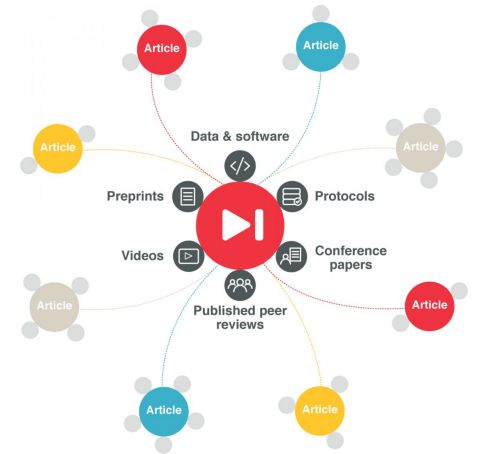 Article
Article
Data & software
Article
Article
Preprints
Protocols
Videos
Conference
papers
Article
Published peer
reviews
Article
Article
Article